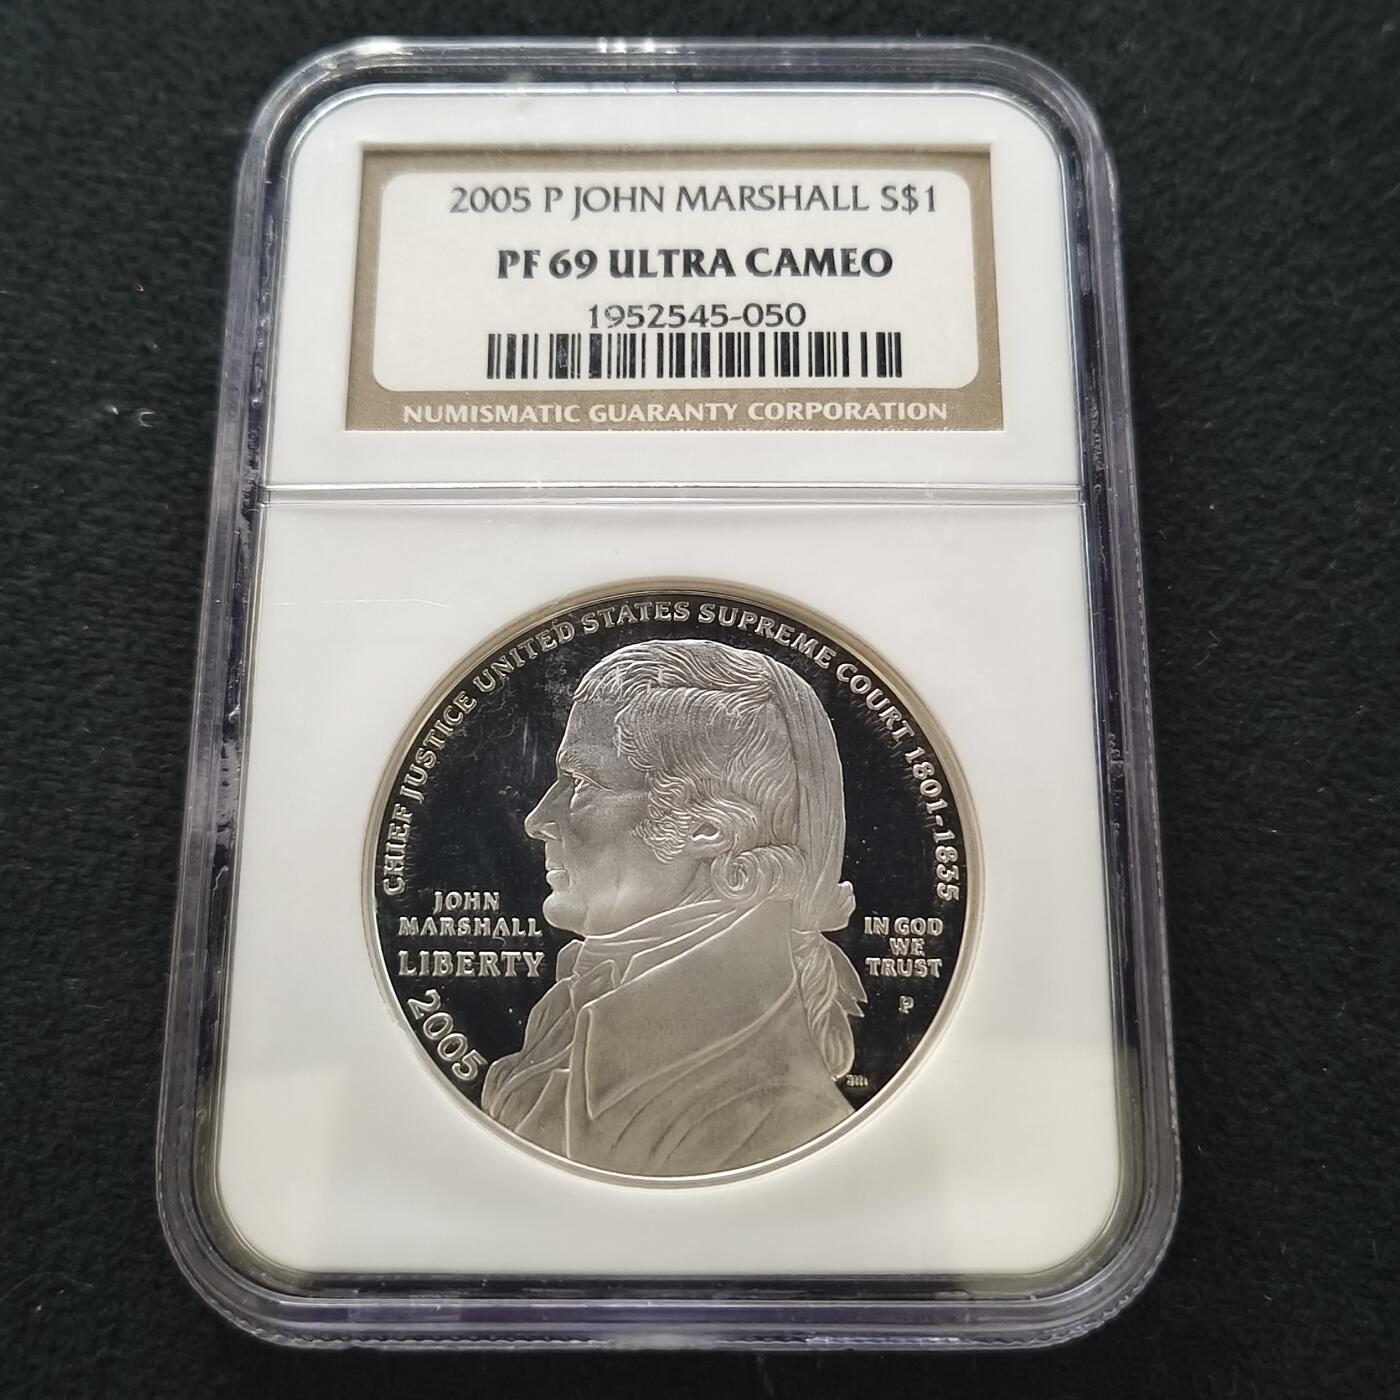 2005 P JOHN MARSHALL S$1
PF 69 ULTRA CAMEO
1952545-050
NUMISMATIC GUARANTY CORPORATION
CHIEF JUSTICE UNITED STATES SUPREME COURT 1801-1835
JOHN
MARSHALL
LIBERTY
2005
IN GOD
WE
TRUST
P